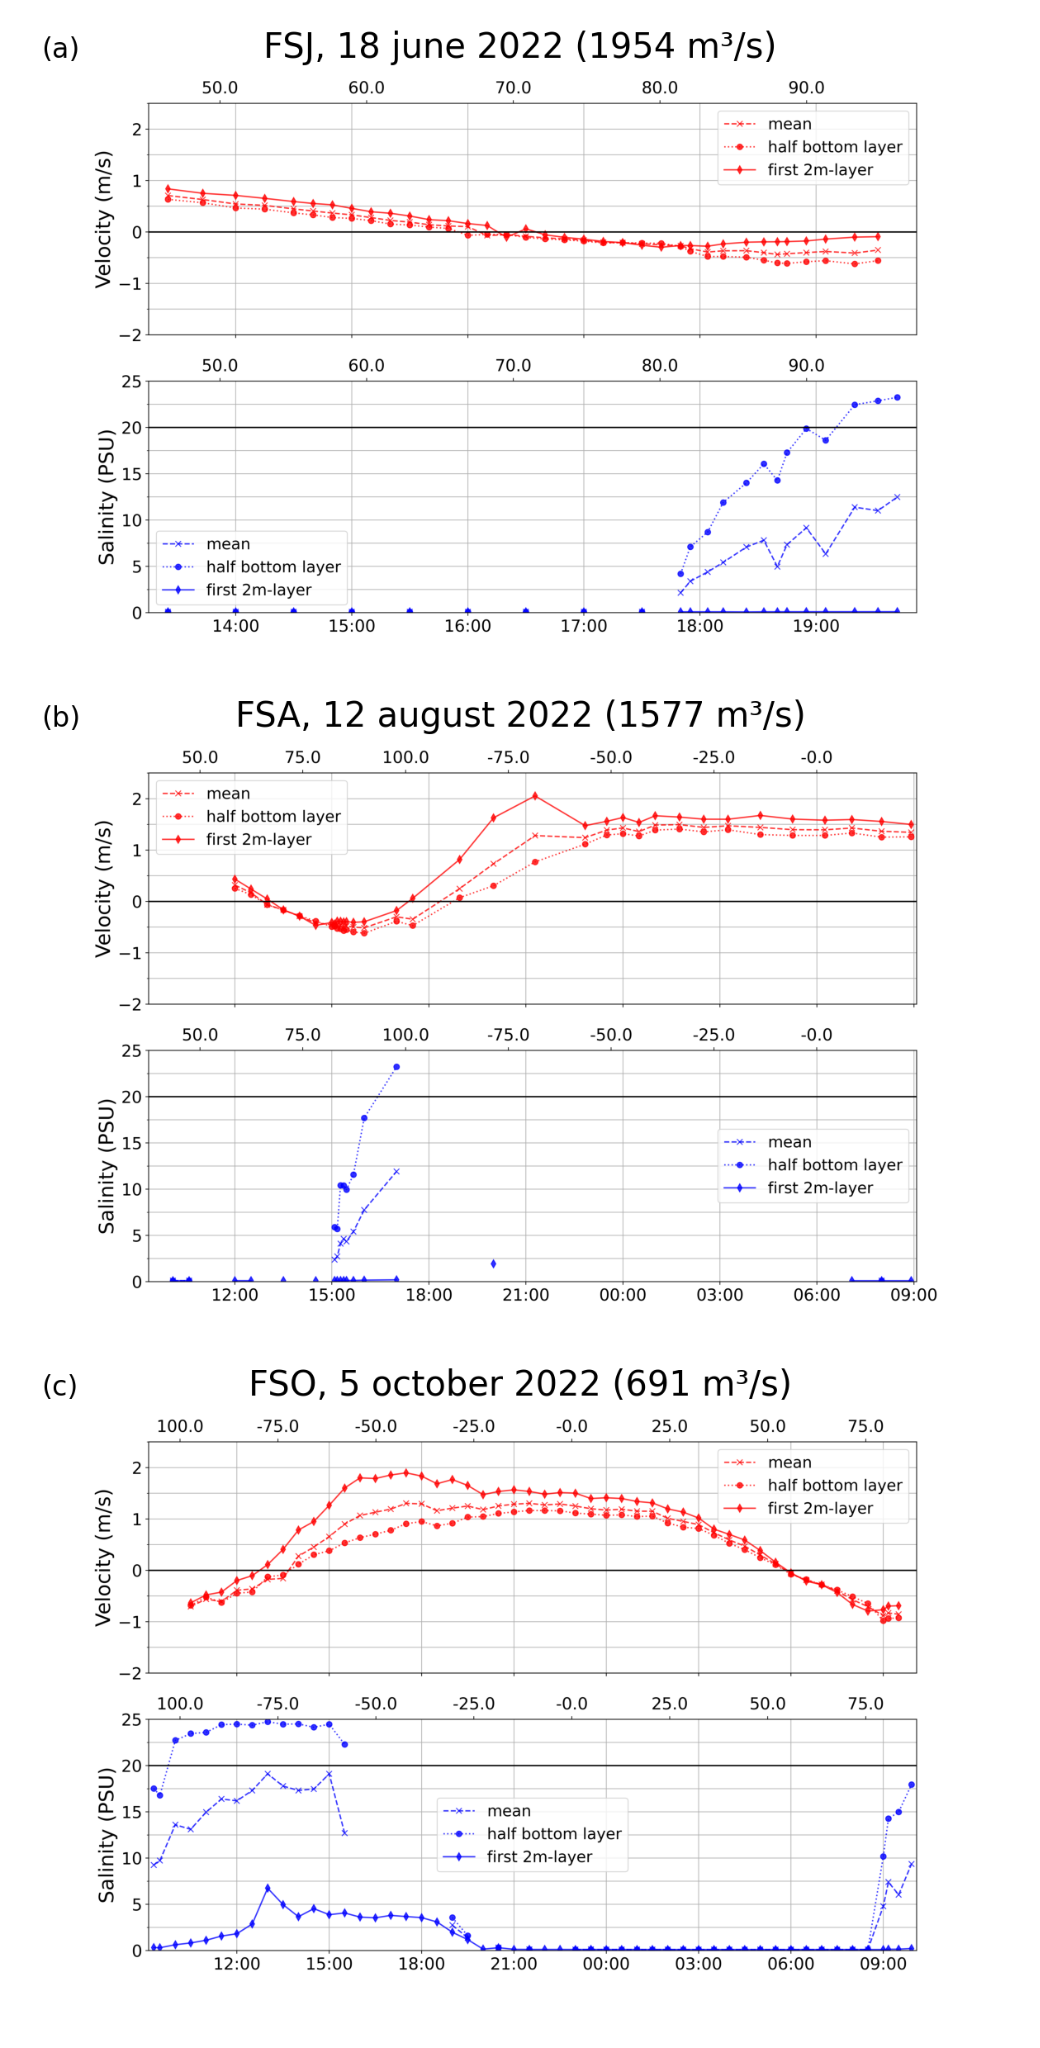 (a)
FSJ, 18 june 2022 (1954 m³/s)
50.0 60.0 70.0 80.0 90.0
Velocity (m/s)
2
1
0
−1
−2
mean
half bottom layer
first 2m-layer
50.0 60.0 70.0 80.0 90.0
Salinity (PSU)
25
20
15
10
5
0
mean
half bottom layer
first 2m-layer
14:00 15:00 16:00 17:00 18:00 19:00
(b)
FSA, 12 august 2022 (1577 m³/s)
50.0 75.0 100.0 -75.0 -50.0 -25.0 -0.0
Velocity (m/s)
2
1
0
−1
−2
mean
half bottom layer
first 2m-layer
50.0 75.0 100.0 -75.0 -50.0 -25.0 -0.0
Salinity (PSU)
25
20
15
10
5
0
mean
half bottom layer
first 2m-layer
12:00 15:00 18:00 21:00 00:00 03:00 06:00 09:00
(c)
FSO, 5 october 2022 (691 m³/s)
100.0 -75.0 -50.0 -25.0 -0.0 25.0 50.0 75.0
Velocity (m/s)
2
1
0
−1
−2
mean
half bottom layer
first 2m-layer
100.0 -75.0 -50.0 -25.0 -0.0 25.0 50.0 75.0
Salinity (PSU)
25
20
15
10
5
0
mean
half bottom layer
first 2m-layer
12:00 15:00 18:00 21:00 00:00 03:00 06:00 09:00